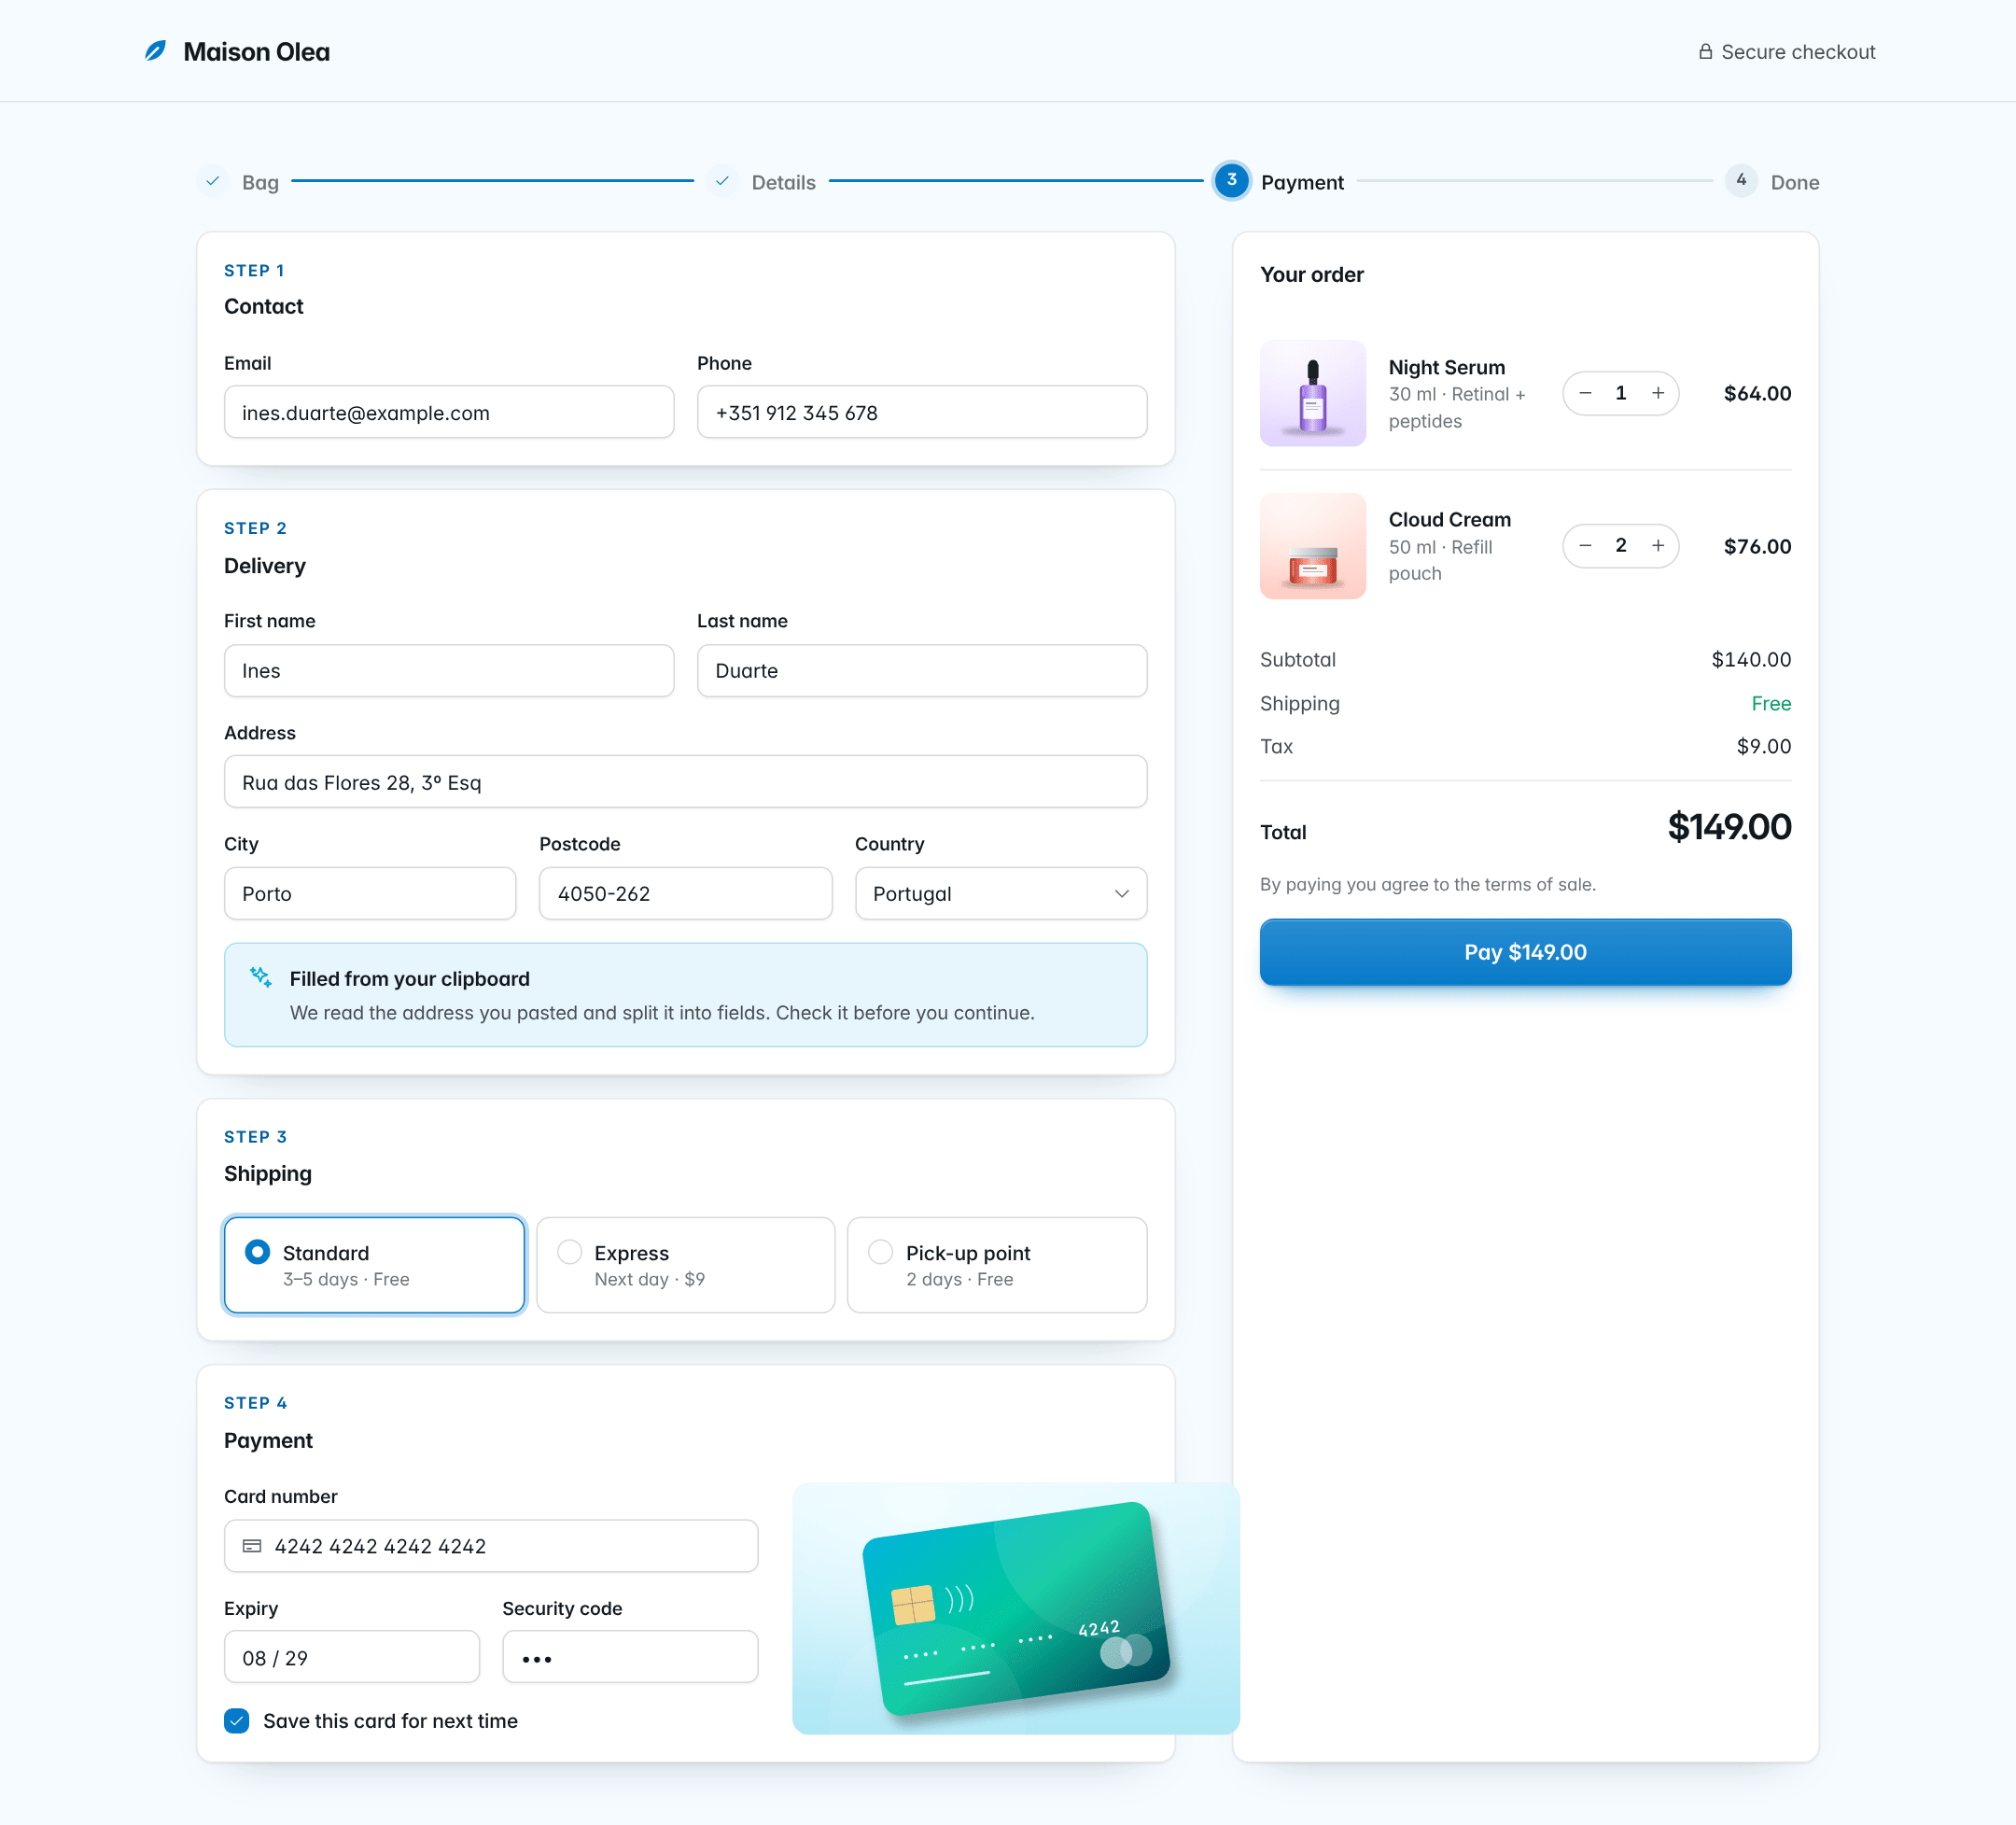 Maison Olea
Secure checkout
Bag
Details
3 Payment
4 Done
STEP 1
Contact
Email
Phone
ines.duarte@example.com
+351 912 345 678
STEP 2
Delivery
First name
Last name
Ines
Duarte
Address
Rua das Flores 28, 3º Esq
City
Postcode
Country
Porto
4050-262
Portugal
Filled from your clipboard
We read the address you pasted and split it into fields. Check it before you continue.
STEP 3
Shipping
Standard
3–5 days · Free
Express
Next day · $9
Pick-up point
2 days · Free
STEP 4
Payment
Card number
4242 4242 4242 4242
Expiry
Security code
08 / 29
•••
Save this card for next time
•••• •••• •••• 4242
Your order
Night Serum
30 ml · Retinal +
peptides
− 1 +
$64.00
Cloud Cream
50 ml · Refill
pouch
− 2 +
$76.00
Subtotal
$140.00
Shipping
Free
Tax
$9.00
Total
$149.00
By paying you agree to the terms of sale.
Pay $149.00